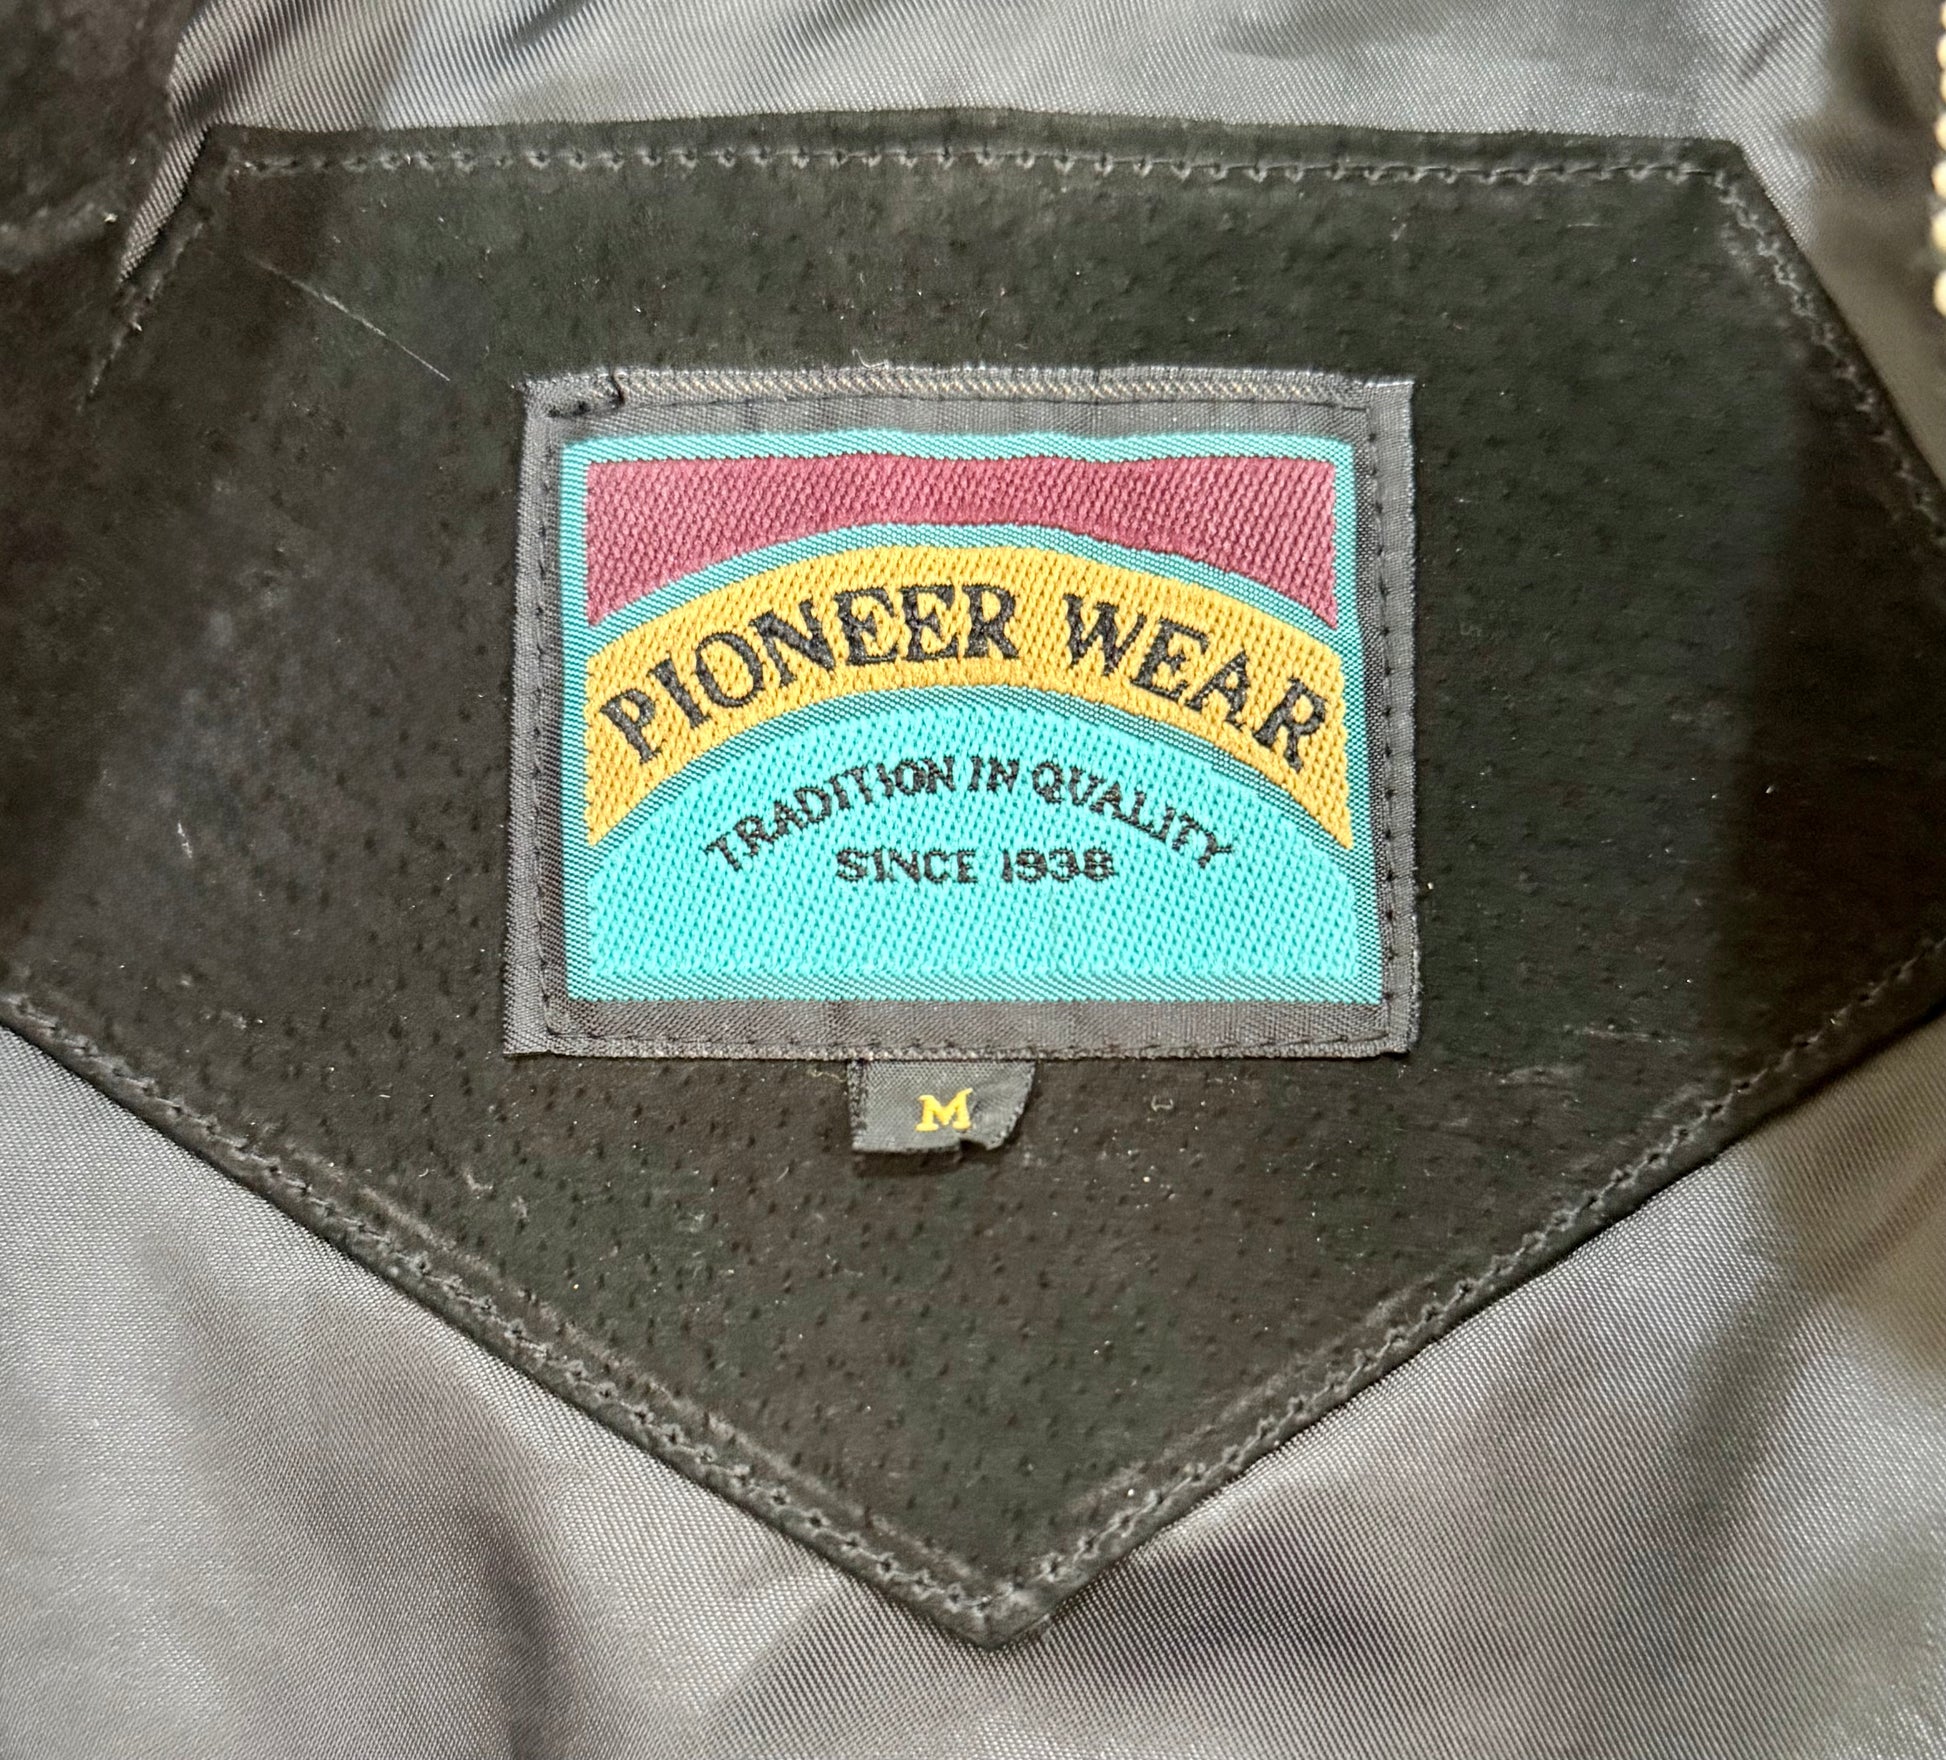 PIONEER WEAR
TRADITION IN QUALITY
SINCE 1938
M